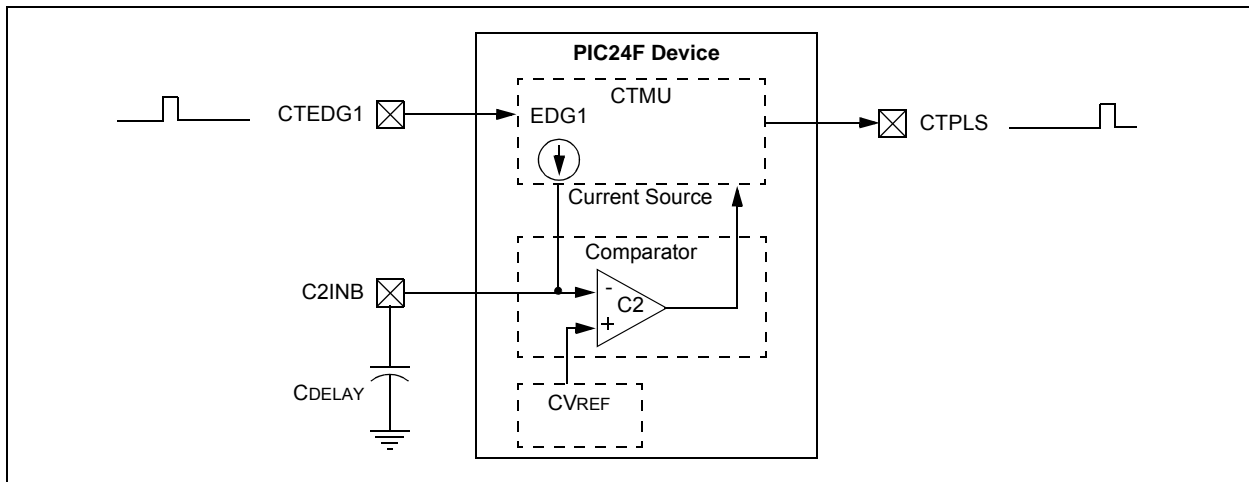 PIC24F Device
CTMU
CTEDG1
EDG1
CTPLS
Current Source
Comparator
C2INB
-
C2
+
CDELAY
CVREF